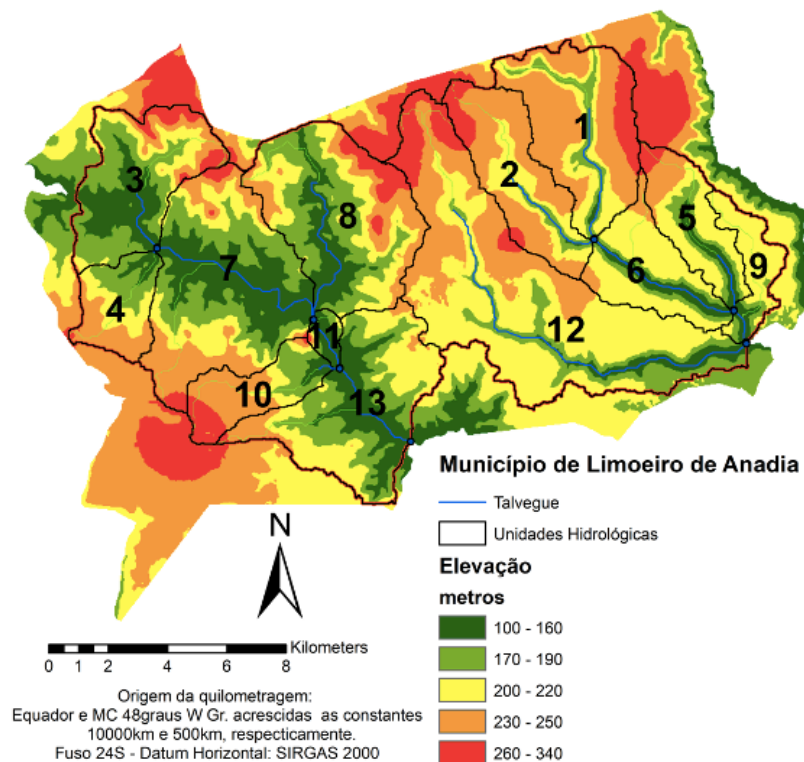 1
2
3
8
5
7
6
9
4
12
11
10
13
Município de Limoeiro de Anadia
Talvegue
Unidades Hidrológicas
Elevação
metros
100 - 160
170 - 190
200 - 220
230 - 250
260 - 340
N
Kilometers
0 1 2 4 6 8
Origem da quilometragem:
Equador e MC 48graus W Gr. acrescidas as constantes
10000km e 500km, respecticamente.
Fuso 24S - Datum Horizontal: SIRGAS 2000